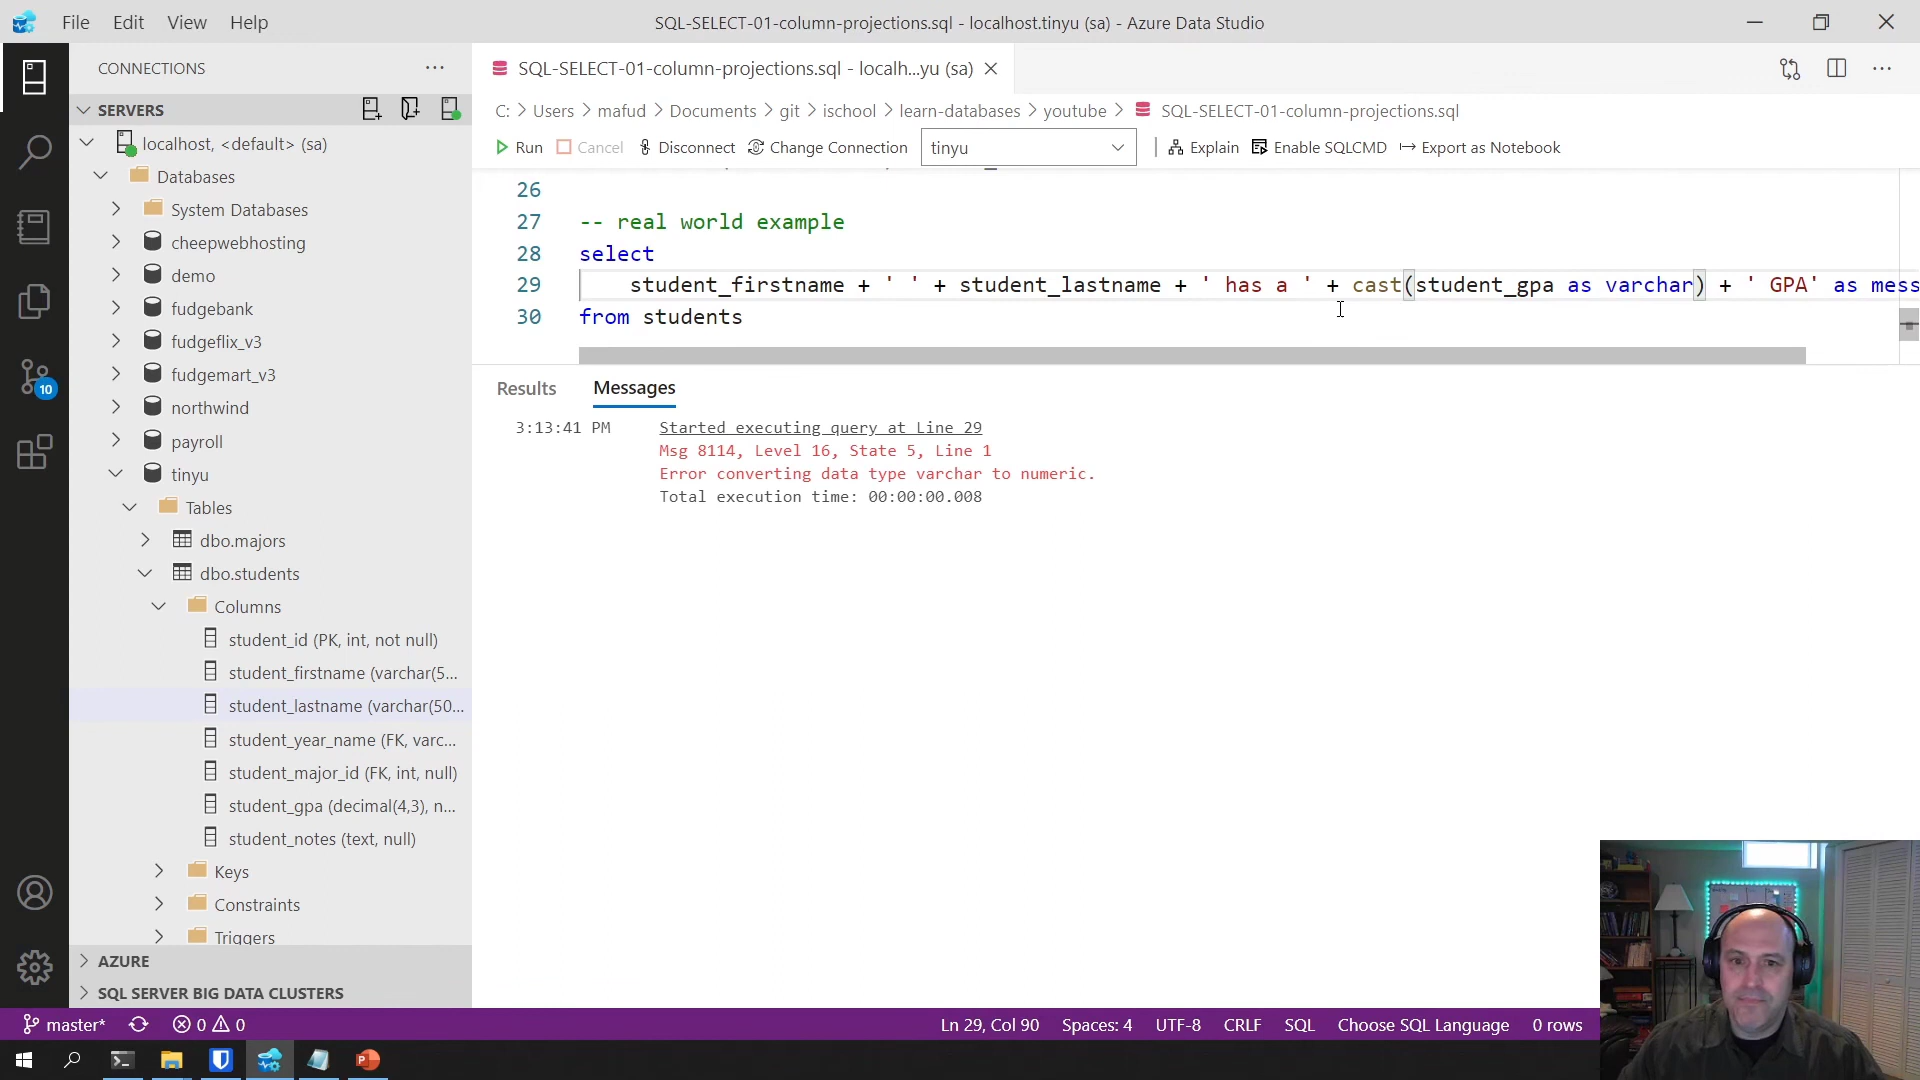 File Edit View Help
SQL-SELECT-01-column-projections.sql - localhost.tinyu (sa) - Azure Data Studio
CONNECTIONS
SQL-SELECT-01-column-projections.sql - localh...yu (sa)
SERVERS
C: > Users > mafud > Documents > git > ischool > learn-databases > youtube > SQL-SELECT-01-column-projections.sql
Run Cancel Disconnect Change Connection tinyu Explain Enable SQLCMD Export as Notebook
localhost, <default> (sa)
Databases
System Databases
cheepwebhosting
demo
fudgebank
fudgeflix_v3
fudgemart_v3
northwind
payroll
tinyu
Tables
dbo.majors
dbo.students
Columns
student_id (PK, int, not null)
student_firstname (varchar(5...
student_lastname (varchar(50...
student_year_name (FK, varc...
student_major_id (FK, int, null)
student_gpa (decimal(4,3), n...
student_notes (text, null)
Keys
Constraints
Triggers
AZURE
SQL SERVER BIG DATA CLUSTERS
26
27 -- real world example
28 select
29 student_firstname + ' ' + student_lastname + ' has a ' + cast(student_gpa as varchar) + ' GPA' as mess
30 from students
Results Messages
3:13:41 PM Started executing query at Line 29
Msg 8114, Level 16, State 5, Line 1
Error converting data type varchar to numeric.
Total execution time: 00:00:00.008
10
master* 0 0 Ln 29, Col 90 Spaces: 4 UTF-8 CRLF SQL Choose SQL Language 0 rows